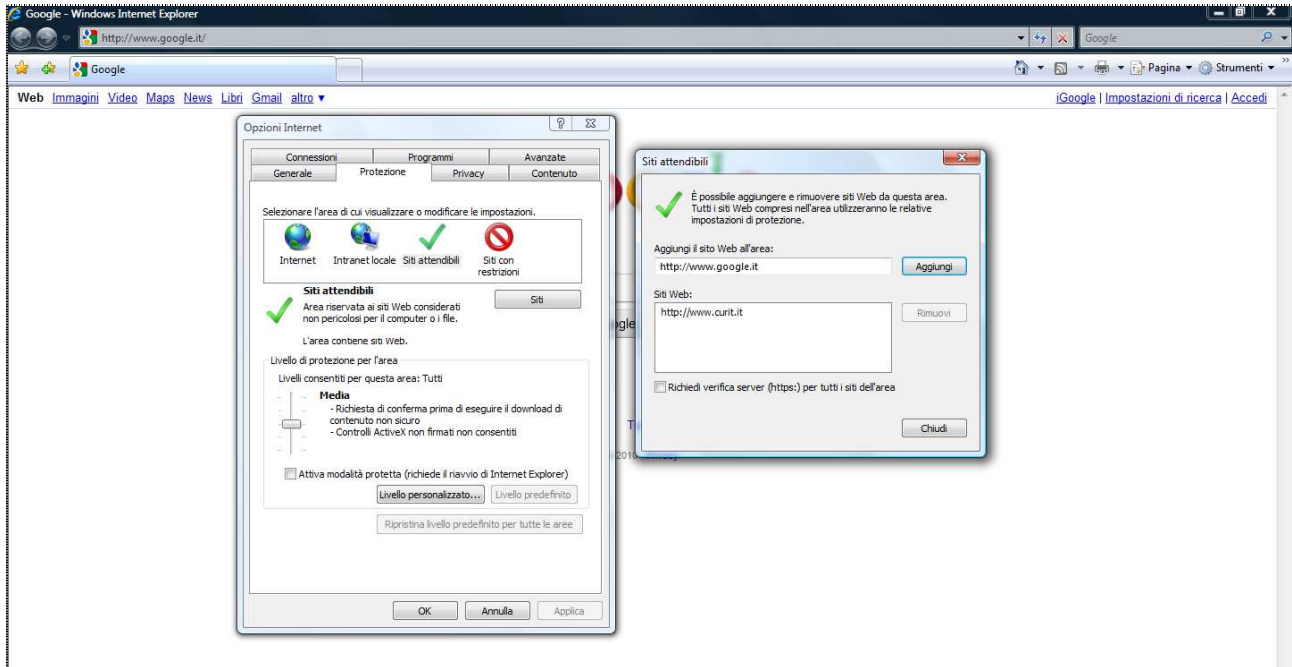 Google - Windows Internet Explorer
http://www.google.it/
Google
Google
Pagina
Strumenti
Web Immagini Video Maps News Libri Gmail altro ▼
iGoogle | Impostazioni di ricerca | Accedi
Opzioni Internet
Connessioni Programmi Avanzate
Generale Protezione Privacy Contenuto
Selezionare l'area di cui visualizzare o modificare le impostazioni.
Internet Intranet locale Siti attendibili Siti con
restrizioni
Siti attendibili
Siti
Area riservata ai siti Web considerati
non pericolosi per il computer o i file.
L'area contiene siti Web.
Livello di protezione per l'area
Livelli consentiti per questa area: Tutti
Media
- Richiesta di conferma prima di eseguire il download di
contenuto non sicuro
- Controlli ActiveX non firmati non consentiti
Attiva modalità protetta (richiede il riavvio di Internet Explorer)
Livello personalizzato... Livello predefinito
Ripristina livello predefinito per tutte le aree
OK Annulla Applica
Siti attendibili
È possibile aggiungere e rimuovere siti Web da questa area.
Tutti i siti Web compresi nell'area utilizzeranno le relative
impostazioni di protezione.
Aggiungi il sito Web all'area:
http://www.google.it Aggiungi
Siti Web:
http://www.curit.it Rimuovi
Richiedi verifica server (https:) per tutti i siti dell'area
Chiudi